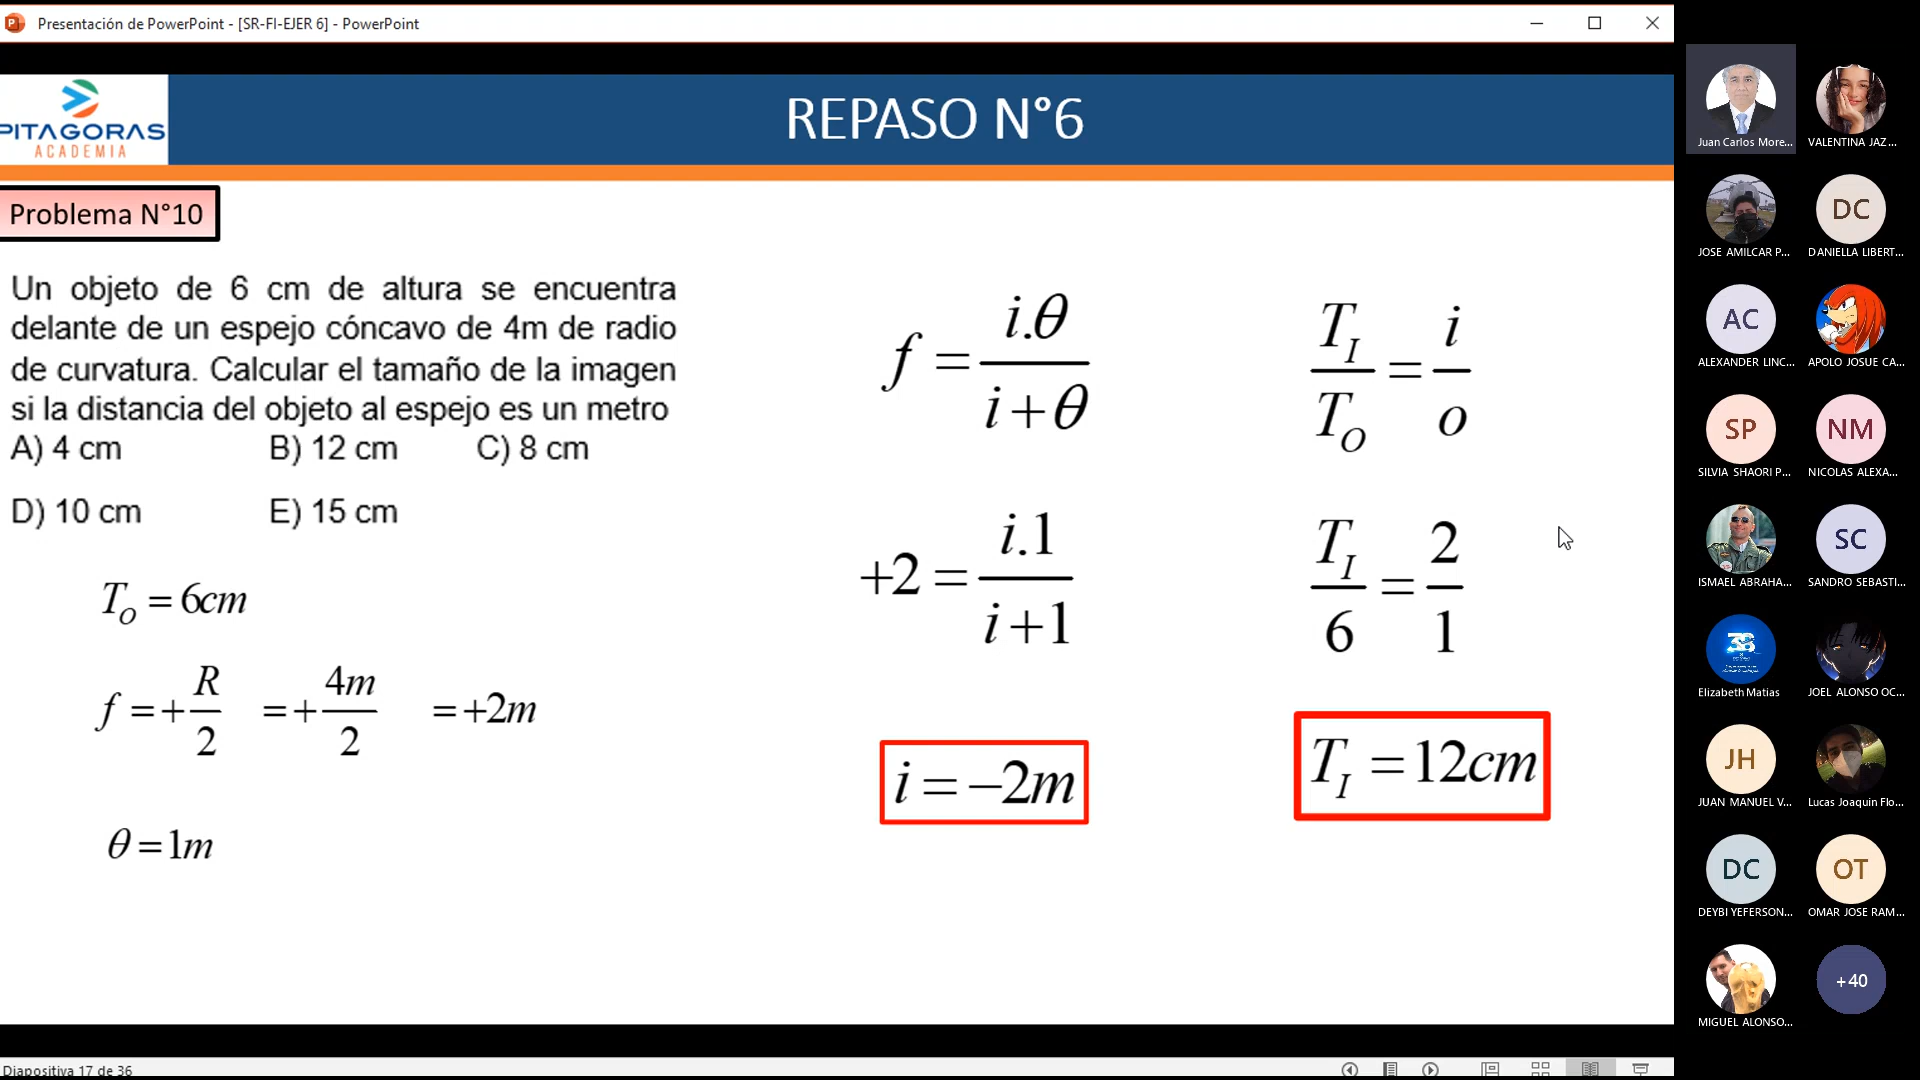 Presentación de PowerPoint - [SR-FI-EJER 6] - PowerPoint
PITAGORAS
ACADEMIA
REPASO N°6
Problema N°10
Un objeto de 6 cm de altura se encuentra
delante de un espejo cóncavo de 4m de radio
de curvatura. Calcular el tamaño de la imagen
si la distancia del objeto al espejo es un metro
A) 4 cm B) 12 cm C) 8 cm
D) 10 cm E) 15 cm
T_O = 6cm
f = + R/2 = + 4m/2 = +2m
θ = 1m
f = i.θ / i + θ
+2 = i.1 / i + 1
i = −2m
T_I / T_O = i / o
T_I / 6 = 2 / 1
T_I = 12cm
Juan Carlos More...
VALENTINA JAZ...
JOSE AMILCAR P...
DC
DANIELLA LIBERT...
AC
ALEXANDER LINC...
APOLO JOSUE CA...
SP
SILVIA SHAORI P...
NM
NICOLAS ALEXA...
ISMAEL ABRAHA...
SC
SANDRO SEBASTI...
Elizabeth Matias
JOEL ALONSO OC...
JH
JUAN MANUEL V...
Lucas Joaquin Flo...
DC
DEYBI YEFERSON...
OT
OMAR JOSE RAM...
MIGUEL ALONSO...
+40
Diapositiva 17 de 36